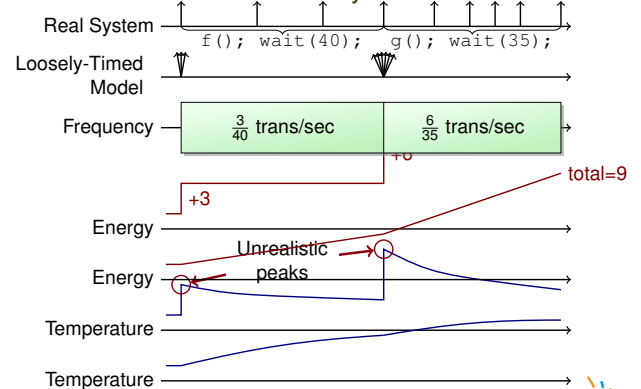 Real System
f(); wait(40); g(); wait(35);
Loosely-Timed
Model
Frequency
3/40 trans/sec
6/35 trans/sec
+6
total=9
+3
Energy
Unrealistic
peaks
Energy
Temperature
Temperature